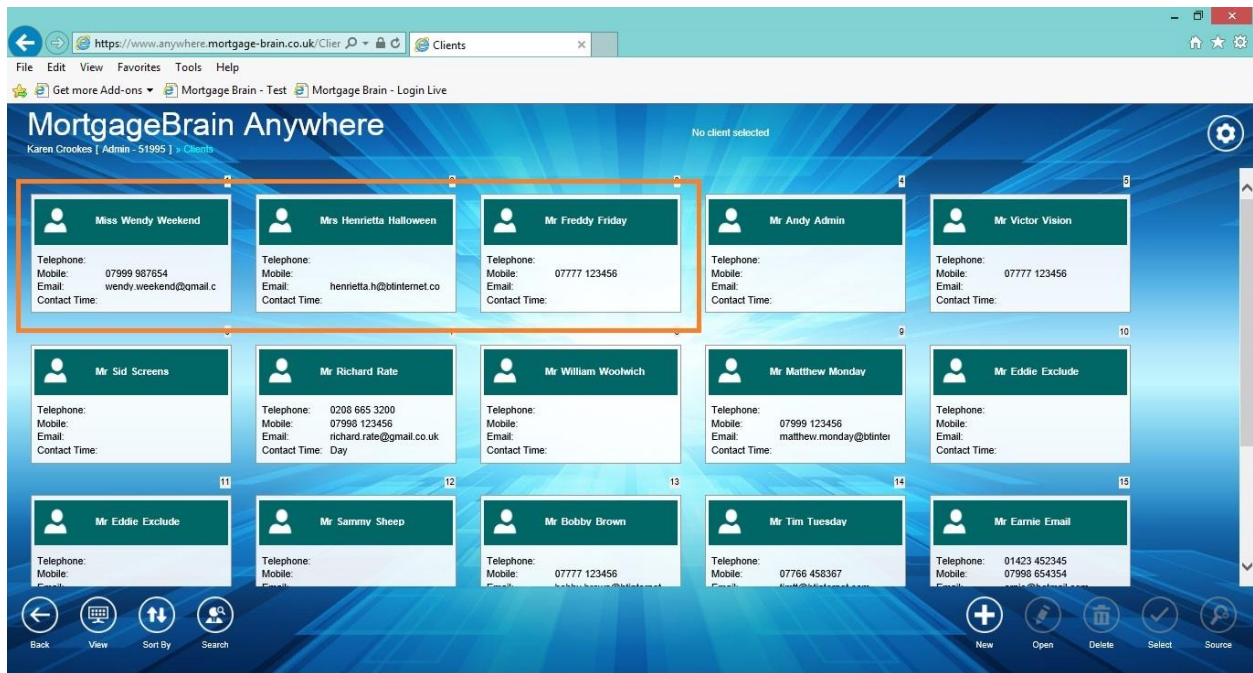 https://www.anywhere.mortgage-brain.co.uk/Clier
Clients
File Edit View Favorites Tools Help
Get more Add-ons Mortgage Brain - Test Mortgage Brain - Login Live
MortgageBrain Anywhere
No client selected
Karen Crookes [ Admin - 51995 ] » Clients
4 5
Miss Wendy Weekend
Telephone:
Mobile: 07999 987654
Email: wendy.weekend@gmail.c
Contact Time:
Mrs Henrietta Halloween
Telephone:
Mobile:
Email: henrietta.h@btinternet.co
Contact Time:
Mr Freddy Friday
Telephone:
Mobile: 07777 123456
Email:
Contact Time:
Mr Andy Admin
Telephone:
Mobile:
Email:
Contact Time:
Mr Victor Vision
Telephone:
Mobile: 07777 123456
Email:
Contact Time:
9 10
Mr Sid Screens
Telephone:
Mobile:
Email:
Contact Time:
Mr Richard Rate
Telephone: 0208 665 3200
Mobile: 07998 123456
Email: richard.rate@gmail.co.uk
Contact Time: Day
Mr William Woolwich
Telephone:
Mobile:
Email:
Contact Time:
Mr Matthew Monday
Telephone:
Mobile: 07999 123456
Email: matthew.monday@btinter
Contact Time:
Mr Eddie Exclude
Telephone:
Mobile:
Email:
Contact Time:
11 12 13 14 15
Mr Eddie Exclude
Telephone:
Mobile:
Mr Sammy Sheep
Telephone:
Mobile:
Mr Bobby Brown
Telephone:
Mobile: 07777 123456
Mr Tim Tuesday
Telephone:
Mobile: 07766 458367
Mr Earnie Email
Telephone: 01423 452345
Mobile: 07998 654354
Back View Sort By Search New Open Delete Select Source